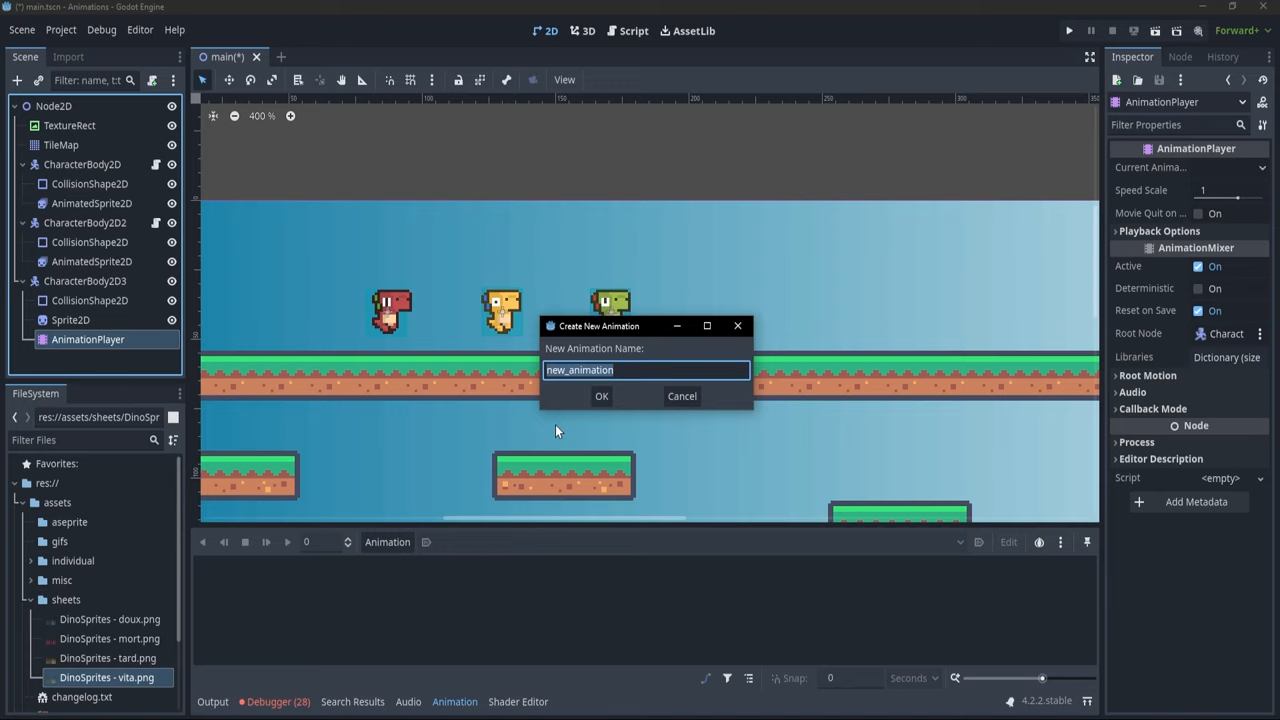 (*) main.tscn - Animations - Godot Engine
Scene Project Debug Editor Help
2D 3D Script AssetLib
Forward+
Scene Import
main(*)
Inspector Node History
Filter: name, t:t
View
AnimationPlayer
Filter Properties
Node2D
TextureRect
TileMap
CharacterBody2D
CollisionShape2D
AnimatedSprite2D
CharacterBody2D2
CollisionShape2D
AnimatedSprite2D
CharacterBody2D3
CollisionShape2D
Sprite2D
AnimationPlayer
50 100 150 200 250 300 350
400 %
Create New Animation
New Animation Name:
new_animation
OK Cancel
AnimationPlayer
Current Anima...
Speed Scale 1
Movie Quit on ... On
Playback Options
AnimationMixer
Active On
Deterministic On
Reset on Save On
Root Node Charact
Libraries Dictionary (size
Root Motion
Audio
Callback Mode
Node
Process
Editor Description
Script <empty>
Add Metadata
FileSystem
res://assets/sheets/DinoSpr
Filter Files
Favorites:
res://
assets
aseprite
gifs
individual
misc
sheets
DinoSprites - doux.png
DinoSprites - mort.png
DinoSprites - tard.png
DinoSprites - vita.png
changelog.txt
0 Animation Edit
Snap: 0 Seconds
Output Debugger (28) Search Results Audio Animation Shader Editor
4.2.2.stable